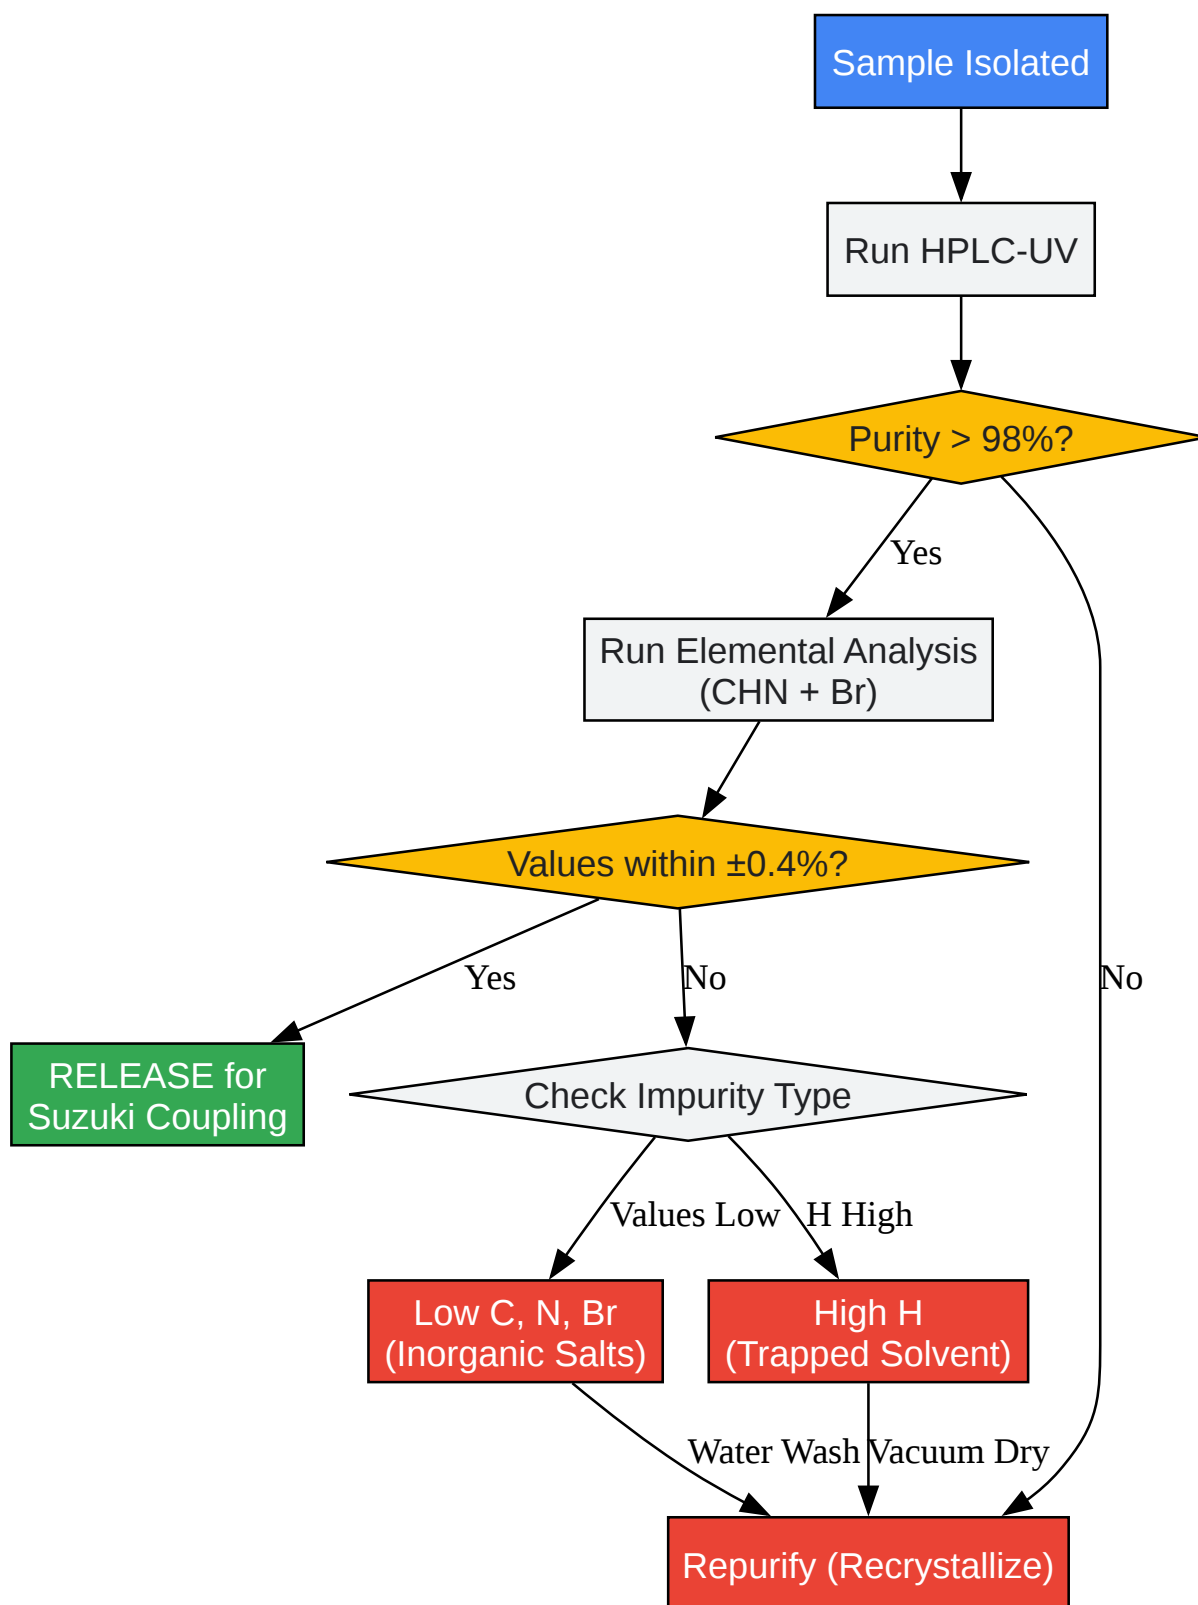 Sample Isolated
Run HPLC-UV
Purity > 98%?
Yes
Run Elemental Analysis
(CHN + Br)
Values within ±0.4%?
Yes
No
No
RELEASE for
Suzuki Coupling
Check Impurity Type
Values Low
H High
Low C, N, Br
(Inorganic Salts)
High H
(Trapped Solvent)
Water Wash
Vacuum Dry
Repurify (Recrystallize)